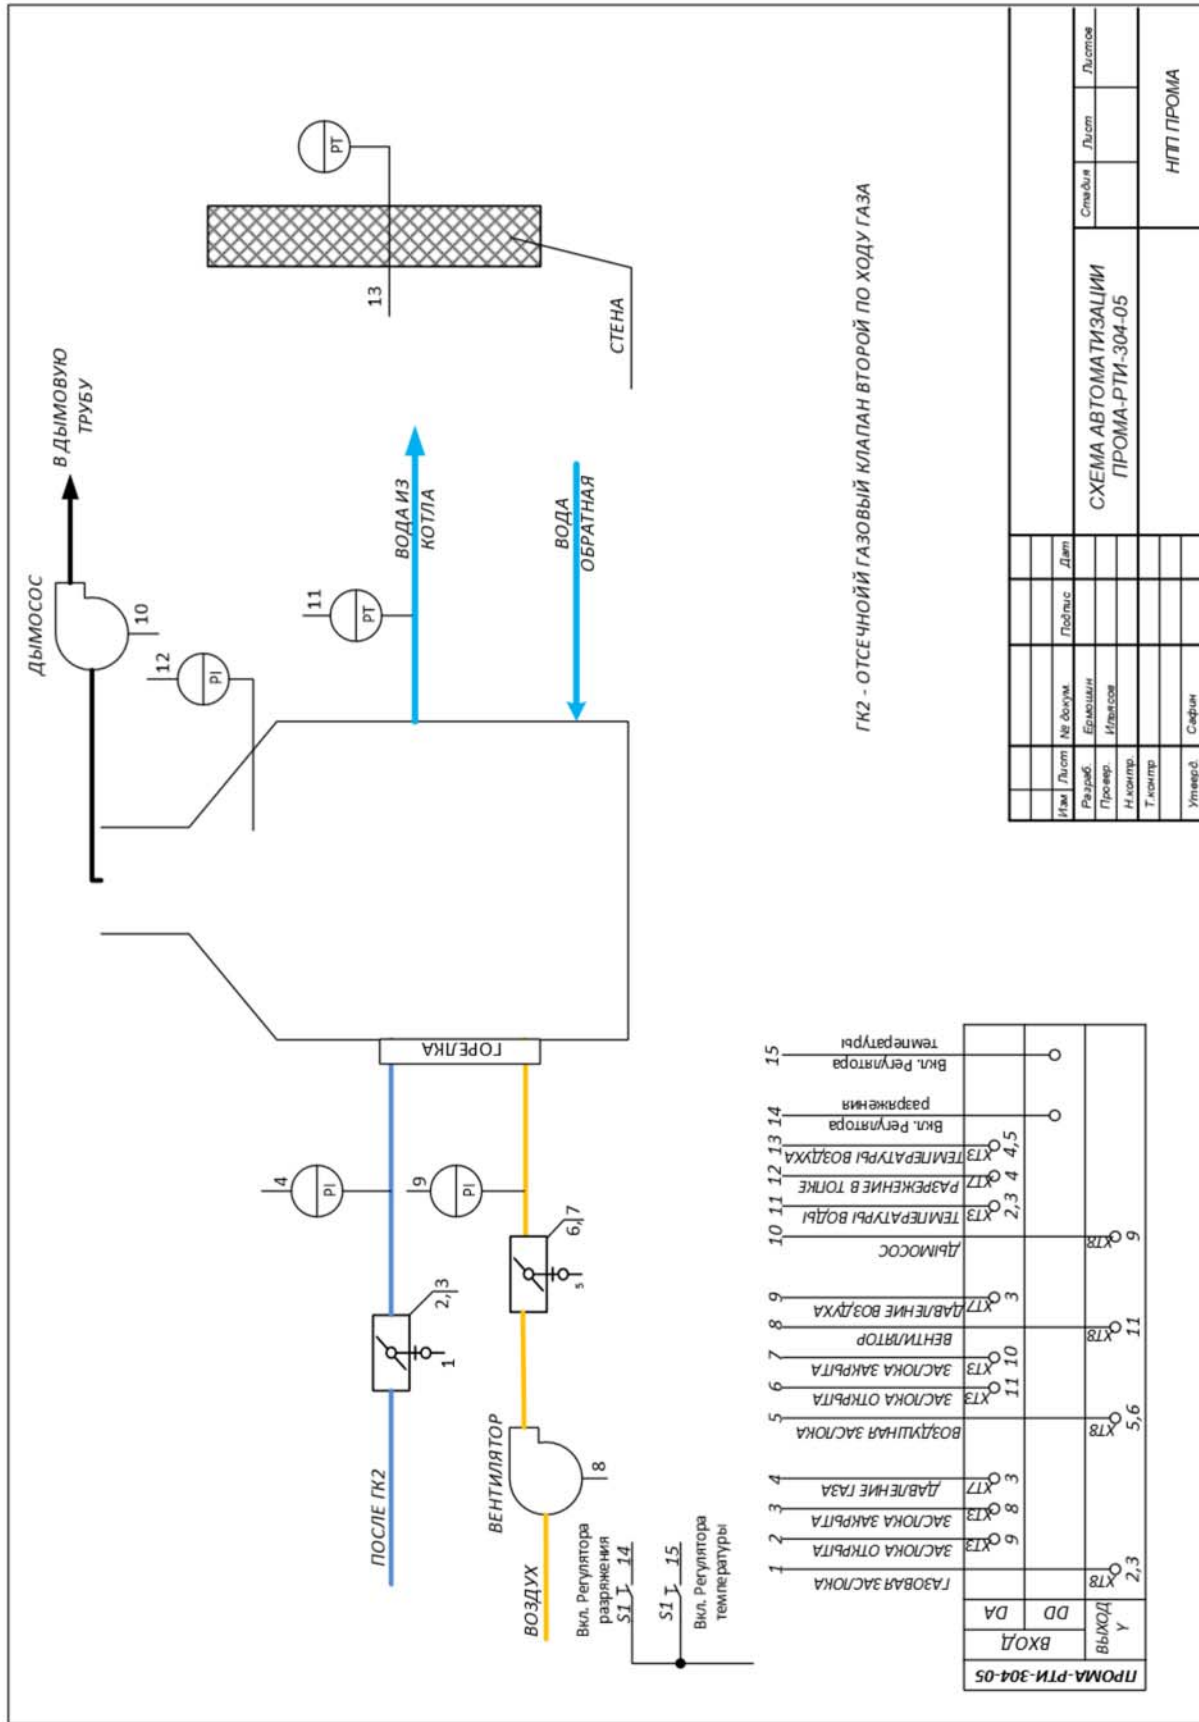 В ДЫМОВУЮ
ТРУБУ
ДЫМОСОС
10
12
PI
11
PT
ВОДА ИЗ
КОТЛА
ВОДА
ОБРАТНАЯ
13
PT
СТЕНА
ГОРЕЛКА
4
PI
9
PI
2,3
1
6,7
5
ПОСЛЕ ГК2
ВЕНТИЛЯТОР
8
ВОЗДУХ
Вкл. Регулятора
разряжения
S1
14
S1
15
Вкл. Регулятора
температуры
ГК2 - ОТСЕЧНОЙЙ ГАЗОВЫЙ КЛАПАН ВТОРОЙ ПО ХОДУ ГАЗА
1
ГАЗОВАЯ ЗАСЛОКА
XT8
2,3
2
ЗАСЛОКА ОТКРЫТА
XT3
9
3
ЗАСЛОКА ЗАКРЫТА
XT3
8
4
ДАВЛЕНИЕ ГАЗА
XT7
3
5
ВОЗДУШНАЯ ЗАСЛОКА
XT8
5,6
6
ЗАСЛОКА ОТКРЫТА
XT3
11
7
ЗАСЛОКА ЗАКРЫТА
XT3
10
8
ВЕНТИЛЯТОР
XT8
11
9
ДАВЛЕНИЕ ВОЗДУХА
XT7
3
10
ДЫМОСОС
XT8
9
11
ТЕМПЕРАТУРЫ ВОДЫ
XT3
2,3
12
РАЗРЕЖЕНИЕ В ТОПКЕ
XT7
4
13
ТЕМПЕРАТУРЫ ВОЗДУХА
XT3
4,5
14
Вкл. Регулятора
разряжения
15
Вкл. Регулятора
температуры
DA
DD
ВХОД
ВЫХОД
Y
ПРОМА-РТИ-304-05
Изм Лист № докум. Подпис Дат
Разраб. Ермошин
Провер. Ильясов
Н.контр.
Т.контр
Утверд. Сафин
СХЕМА АВТОМАТИЗАЦИИ
ПРОМА-РТИ-304-05
Стадия Лист Листов
НПП ПРОМА